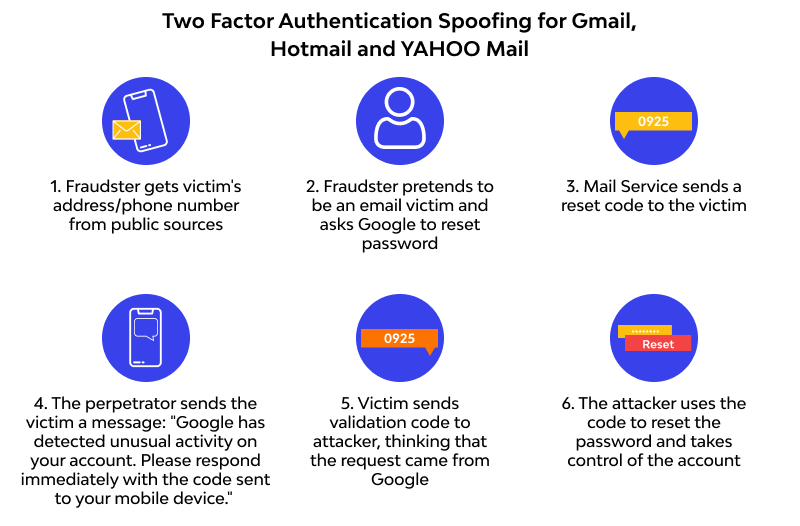 Two Factor Authentication Spoofing for Gmail,
Hotmail and YAHOO Mail
1. Fraudster gets victim's
address/phone number
from public sources
2. Fraudster pretends to
be an email victim and
asks Google to reset
password
0925
3. Mail Service sends a
reset code to the victim
4. The perpetrator sends the
victim a message: "Google has
detected unusual activity on
your account. Please respond
immediately with the code sent
to your mobile device."
0925
5. Victim sends
validation code to
attacker, thinking that
the request came from
Google
Reset
6. The attacker uses the
code to reset the
password and takes
control of the account